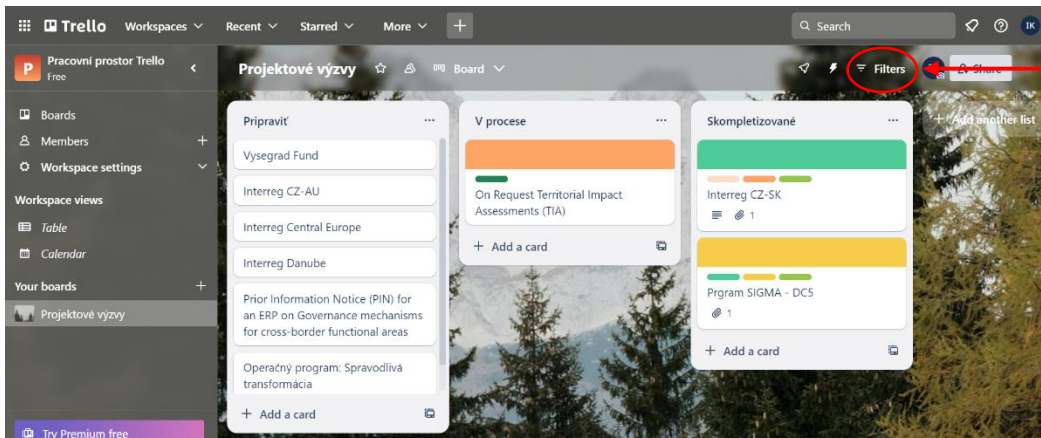 Trello Workspaces Recent Starred More + Search IK
P Pracovní prostor Trello
Free
Projektové výzvy Board Filters Share
Boards
Members +
Workspace settings
Workspace views
Table
Calendar
Your boards +
Projektové výzvy
Try Premium free
Pripraviť ...
Vysegrad Fund
Interreg CZ-AU
Interreg Central Europe
Interreg Danube
Prior Information Notice (PIN) for
an ERP on Governance mechanisms
for cross-border functional areas
Operačný program: Spravodlivá
transformácia
+ Add a card
V procese ...
On Request Territorial Impact
Assessments (TIA)
+ Add a card
Skompletizované ...
Interreg CZ-SK
1
Prgram SIGMA - DC5
1
+ Add a card
+ Add another list